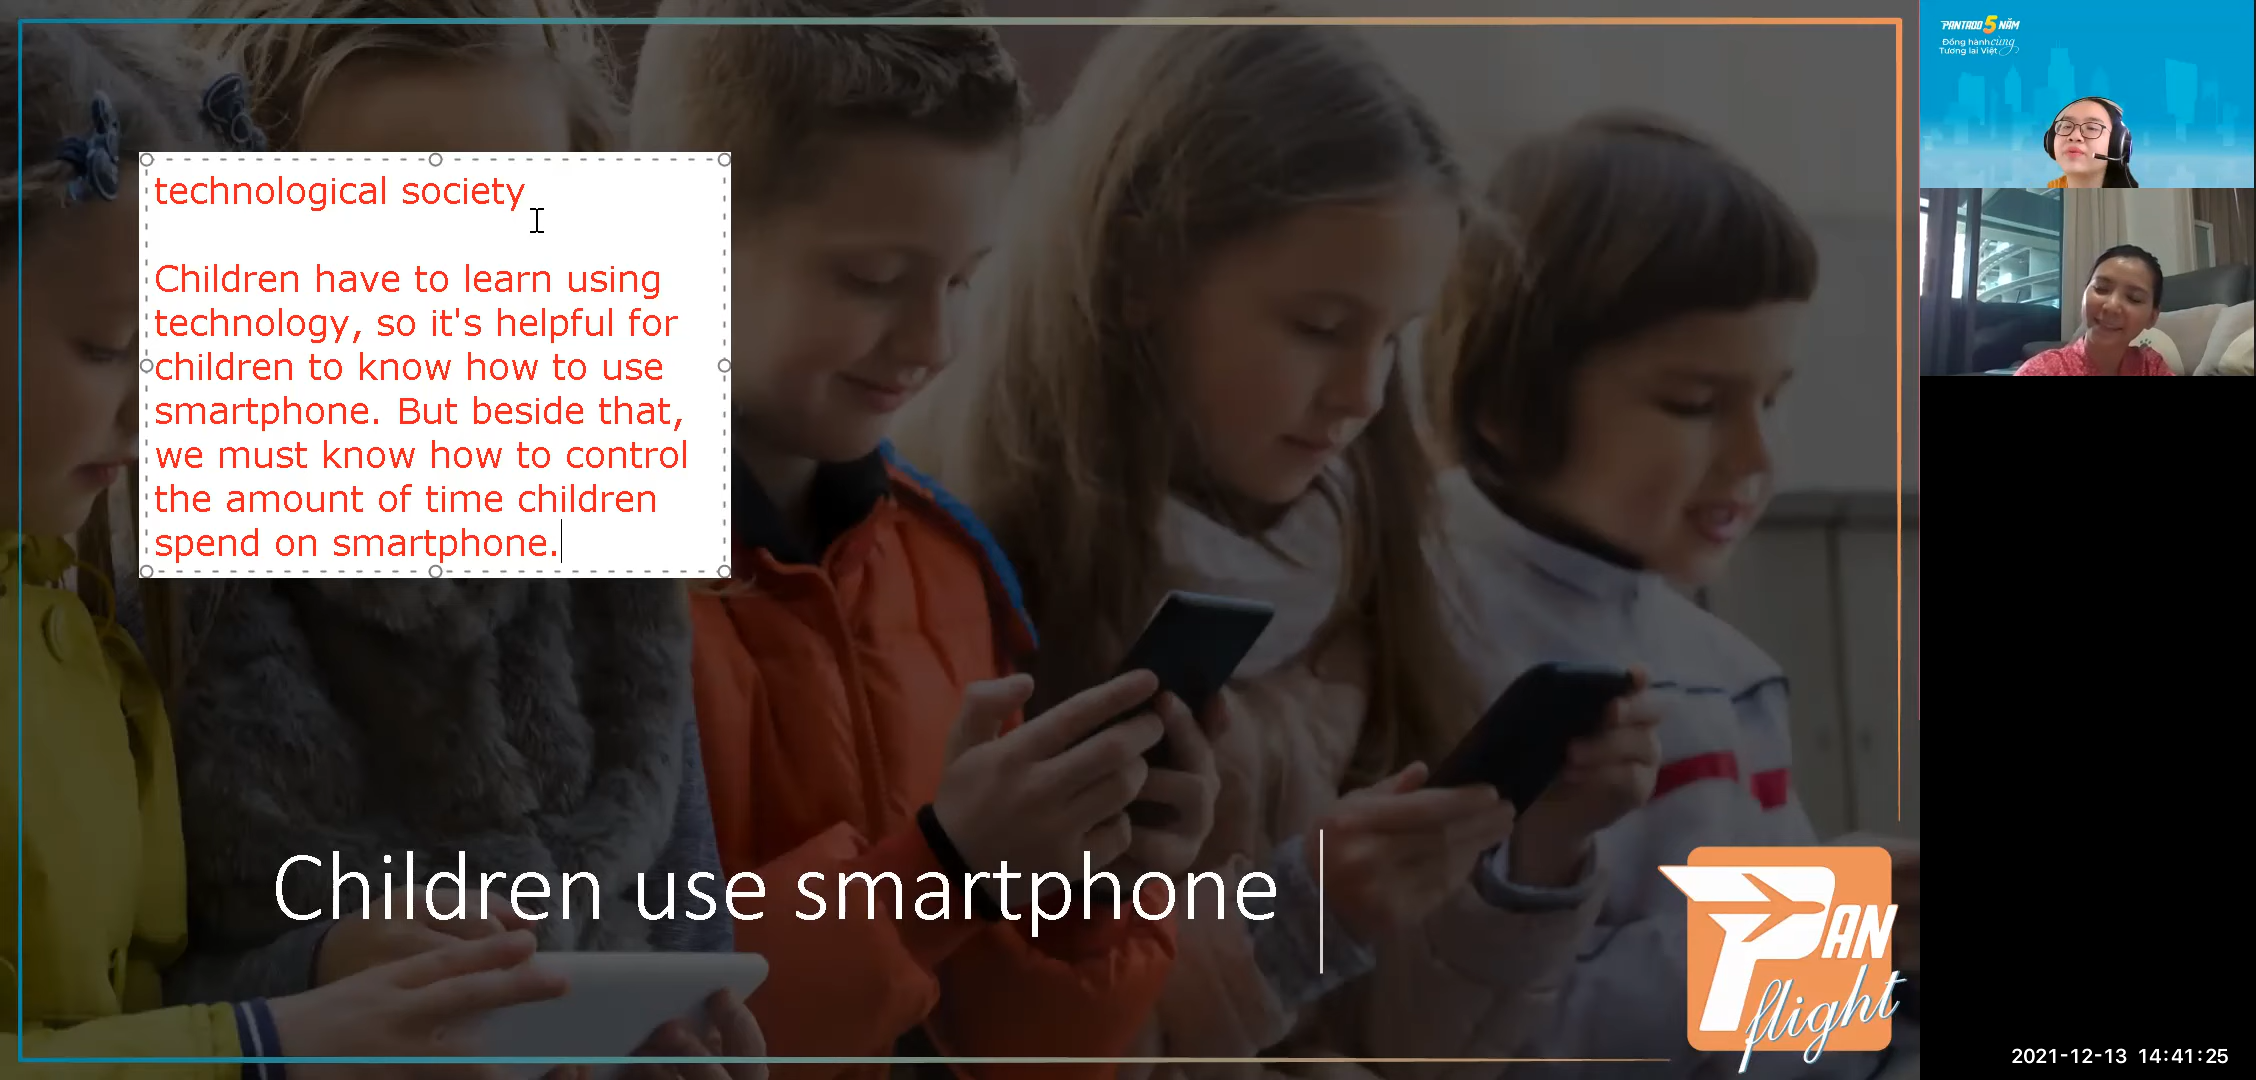 technological society
Children have to learn using
technology, so it's helpful for
children to know how to use
smartphone. But beside that,
we must know how to control
the amount of time children
spend on smartphone.
Children use smartphone
PAN
flight
PANTADO 5 NĂM
Đồng hành cùng
Tương lai Việt
2021-12-13 14:41:25